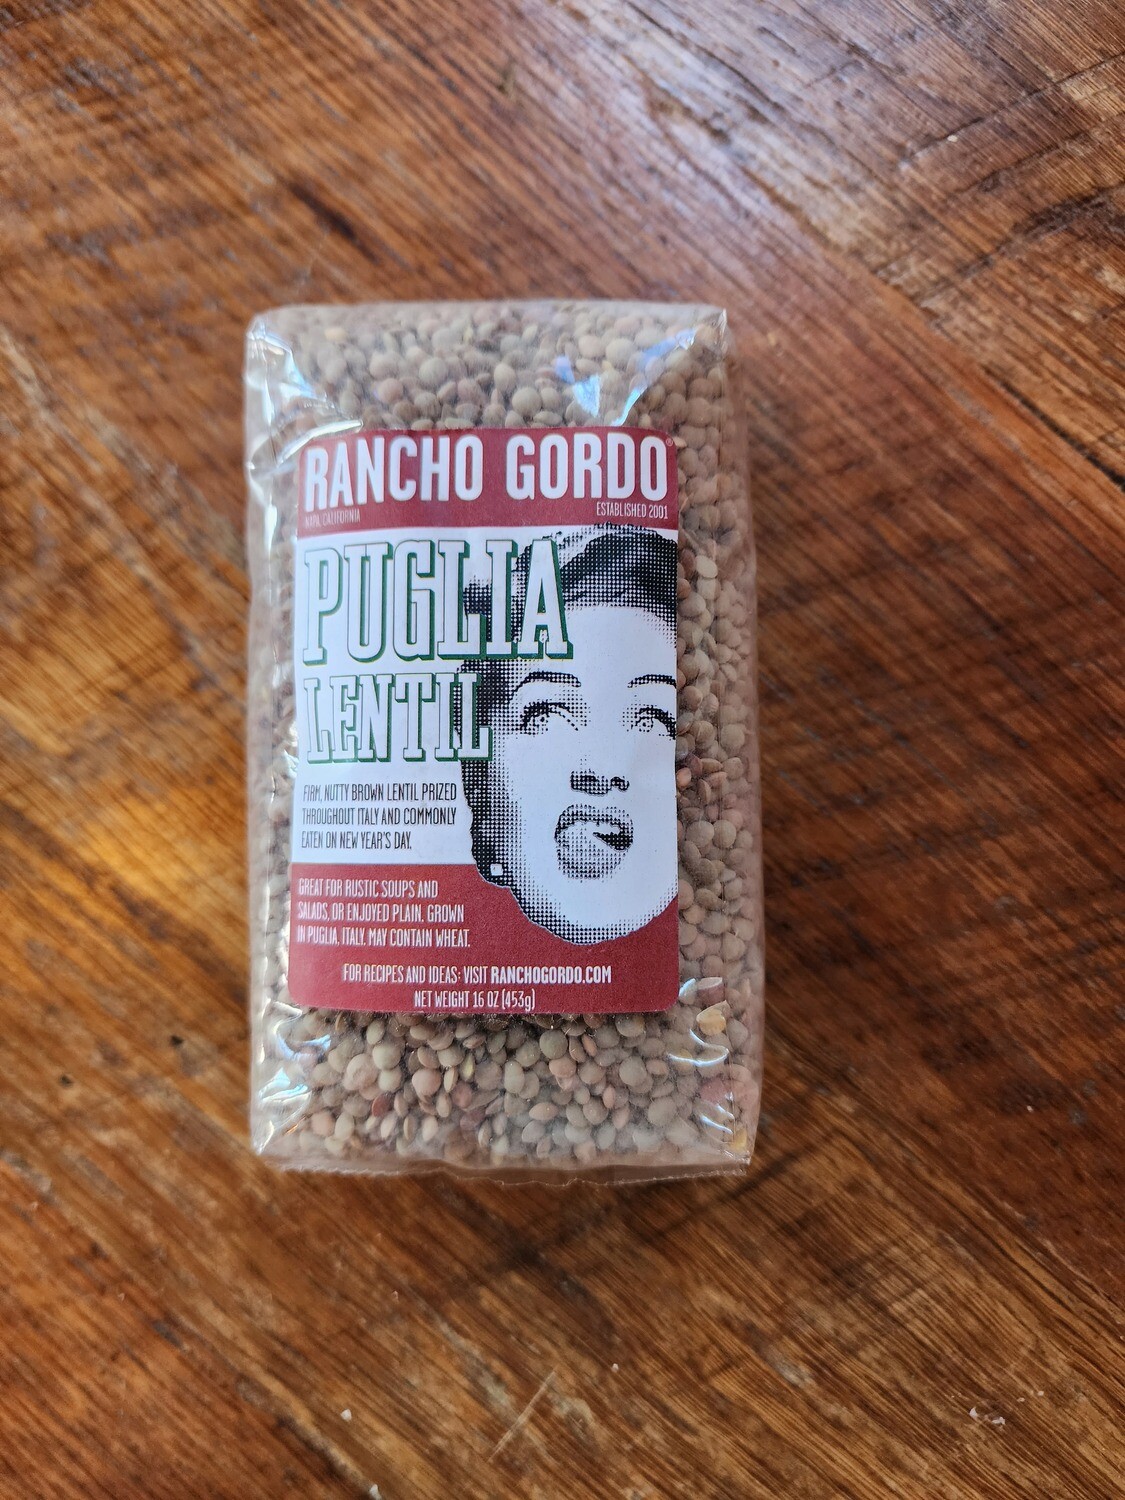 RANCHO GORDO®
NAPA, CALIFORNIA ESTABLISHED 2001
PUGLIA
LENTIL
FIRM, NUTTY BROWN LENTIL PRIZED
THROUGHOUT ITALY AND COMMONLY
EATEN ON NEW YEAR'S DAY.
GREAT FOR RUSTIC SOUPS AND
SALADS, OR ENJOYED PLAIN. GROWN
IN PUGLIA, ITALY. MAY CONTAIN WHEAT.
FOR RECIPES AND IDEAS: VISIT RANCHOGORDO.COM
NET WEIGHT 16 OZ (453g)